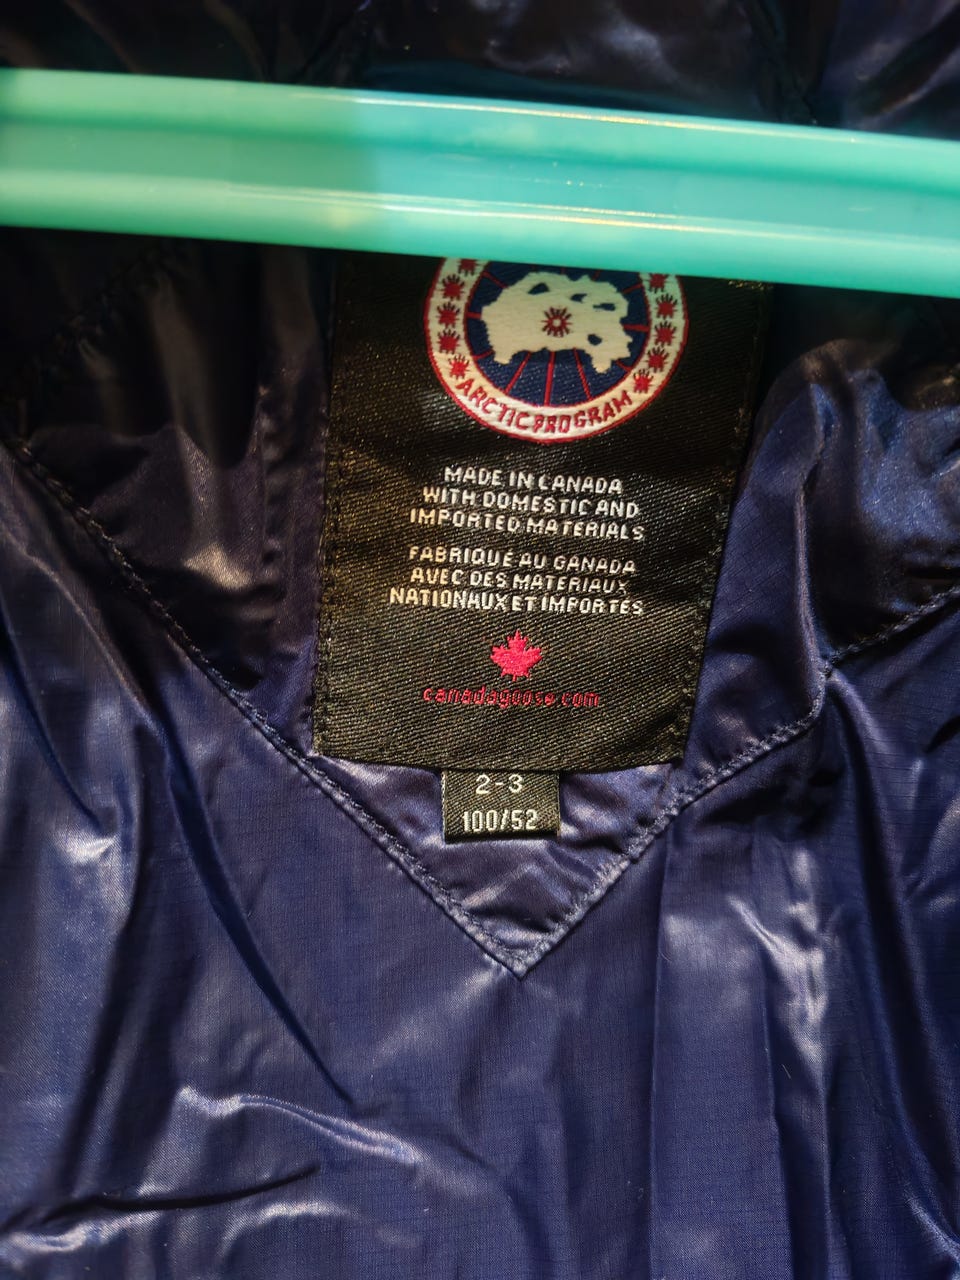 ARCTIC PROGRAM
MADE IN CANADA
WITH DOMESTIC AND
IMPORTED MATERIALS
FABRIQUÉ AU CANADA
AVEC DES MATERIAUX
NATIONAUX ET IMPORTÉS
canadagoose.com
2-3
100/52